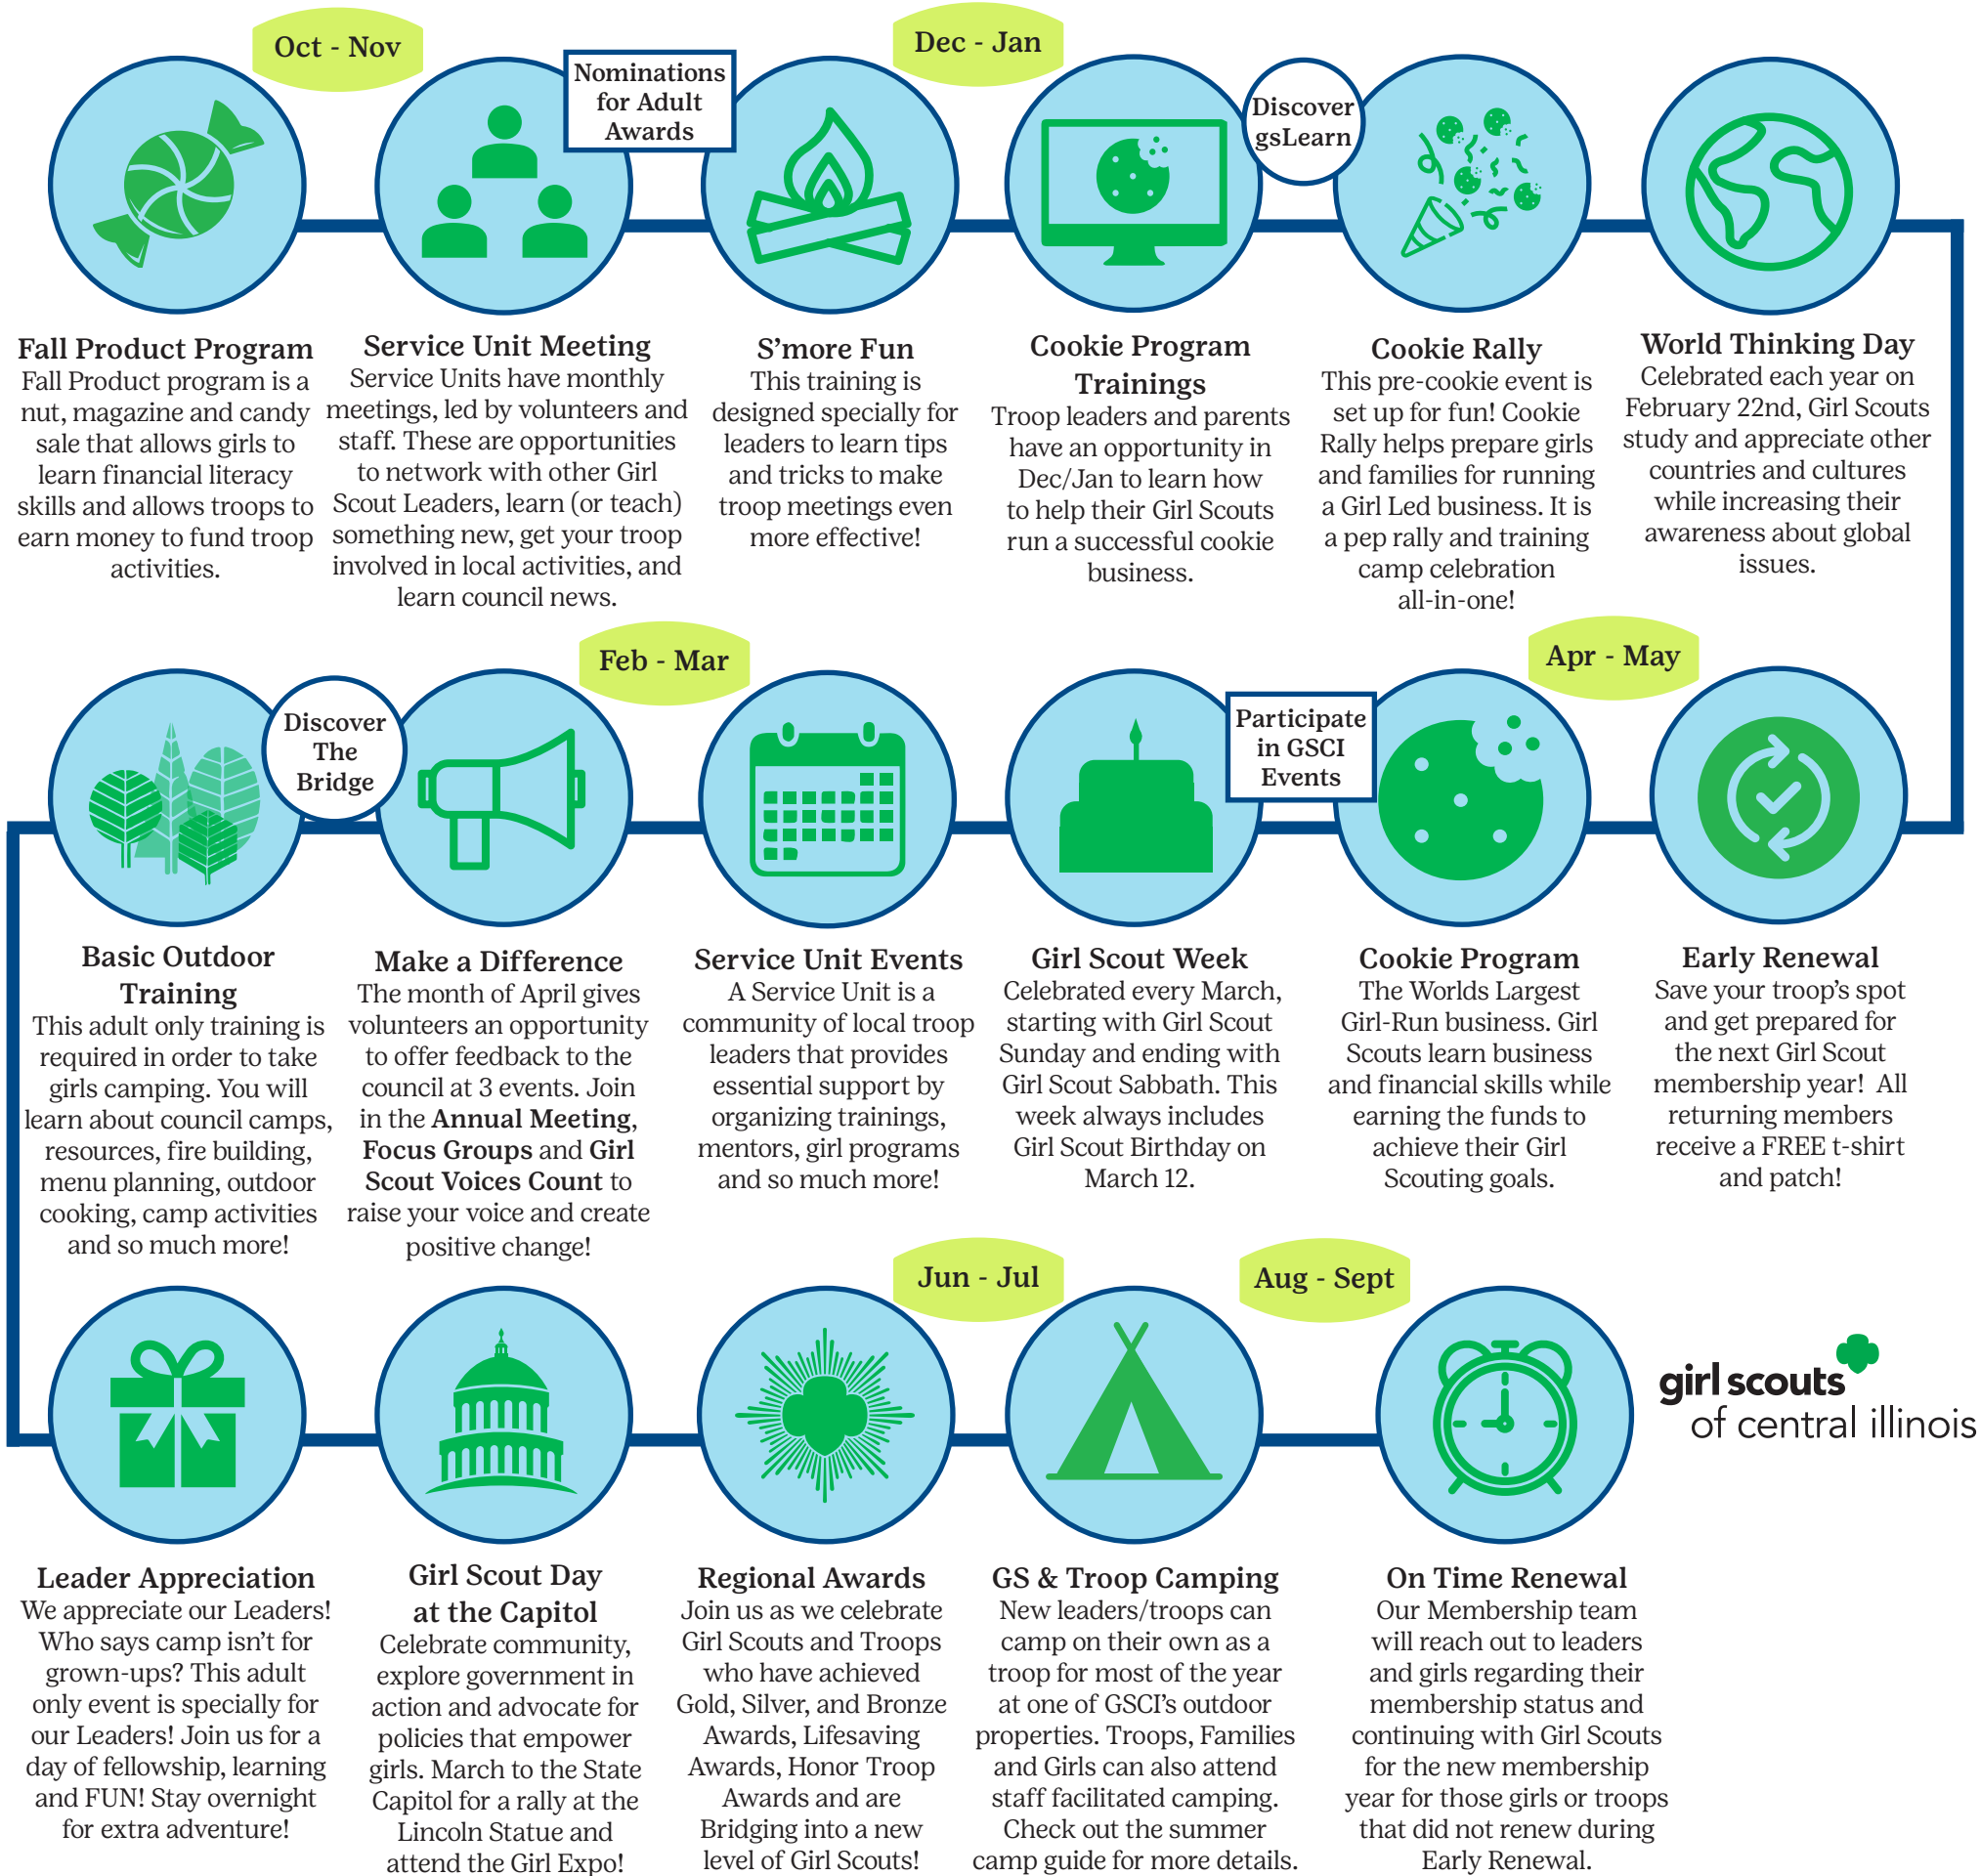 Oct - Nov
Dec - Jan
Nominations
for Adult
Awards
Discover
gsLearn
Fall Product Program
Fall Product program is a
nut, magazine and candy
sale that allows girls to
learn financial literacy
skills and allows troops to
earn money to fund troop
activities.
Service Unit Meeting
Service Units have monthly
meetings, led by volunteers and
staff. These are opportunities
to network with other Girl
Scout Leaders, learn (or teach)
something new, get your troop
involved in local activities, and
learn council news.
S’more Fun
This training is
designed specially for
leaders to learn tips
and tricks to make
troop meetings even
more effective!
Cookie Program
Trainings
Troop leaders and parents
have an opportunity in
Dec/Jan to learn how
to help their Girl Scouts
run a successful cookie
business.
Cookie Rally
This pre-cookie event is
set up for fun! Cookie
Rally helps prepare girls
and families for running
a Girl Led business. It is
a pep rally and training
camp celebration
all-in-one!
World Thinking Day
Celebrated each year on
February 22nd, Girl Scouts
study and appreciate other
countries and cultures
while increasing their
awareness about global
issues.
Feb - Mar
Apr - May
Discover
The
Bridge
Participate
in GSCI
Events
Basic Outdoor
Training
This adult only training is
required in order to take
girls camping. You will
learn about council camps,
resources, fire building,
menu planning, outdoor
cooking, camp activities
and so much more!
Make a Difference
The month of April gives
volunteers an opportunity
to offer feedback to the
council at 3 events. Join
in the Annual Meeting,
Focus Groups and Girl
Scout Voices Count to
raise your voice and create
positive change!
Service Unit Events
A Service Unit is a
community of local troop
leaders that provides
essential support by
organizing trainings,
mentors, girl programs
and so much more!
Girl Scout Week
Celebrated every March,
starting with Girl Scout
Sunday and ending with
Girl Scout Sabbath. This
week always includes
Girl Scout Birthday on
March 12.
Cookie Program
The Worlds Largest
Girl-Run business. Girl
Scouts learn business
and financial skills while
earning the funds to
achieve their Girl
Scouting goals.
Early Renewal
Save your troop’s spot
and get prepared for
the next Girl Scout
membership year! All
returning members
receive a FREE t-shirt
and patch!
Jun - Jul
Aug - Sept
Leader Appreciation
We appreciate our Leaders!
Who says camp isn’t for
grown-ups? This adult
only event is specially for
our Leaders! Join us for a
day of fellowship, learning
and FUN! Stay overnight
for extra adventure!
Girl Scout Day
at the Capitol
Celebrate community,
explore government in
action and advocate for
policies that empower
girls. March to the State
Capitol for a rally at the
Lincoln Statue and
attend the Girl Expo!
Regional Awards
Join us as we celebrate
Girl Scouts and Troops
who have achieved
Gold, Silver, and Bronze
Awards, Lifesaving
Awards, Honor Troop
Awards and are
Bridging into a new
level of Girl Scouts!
GS & Troop Camping
New leaders/troops can
camp on their own as a
troop for most of the year
at one of GSCI’s outdoor
properties. Troops, Families
and Girls can also attend
staff facilitated camping.
Check out the summer
camp guide for more details.
On Time Renewal
Our Membership team
will reach out to leaders
and girls regarding their
membership status and
continuing with Girl Scouts
for the new membership
year for those girls or troops
that did not renew during
Early Renewal.
girl scouts
of central illinois